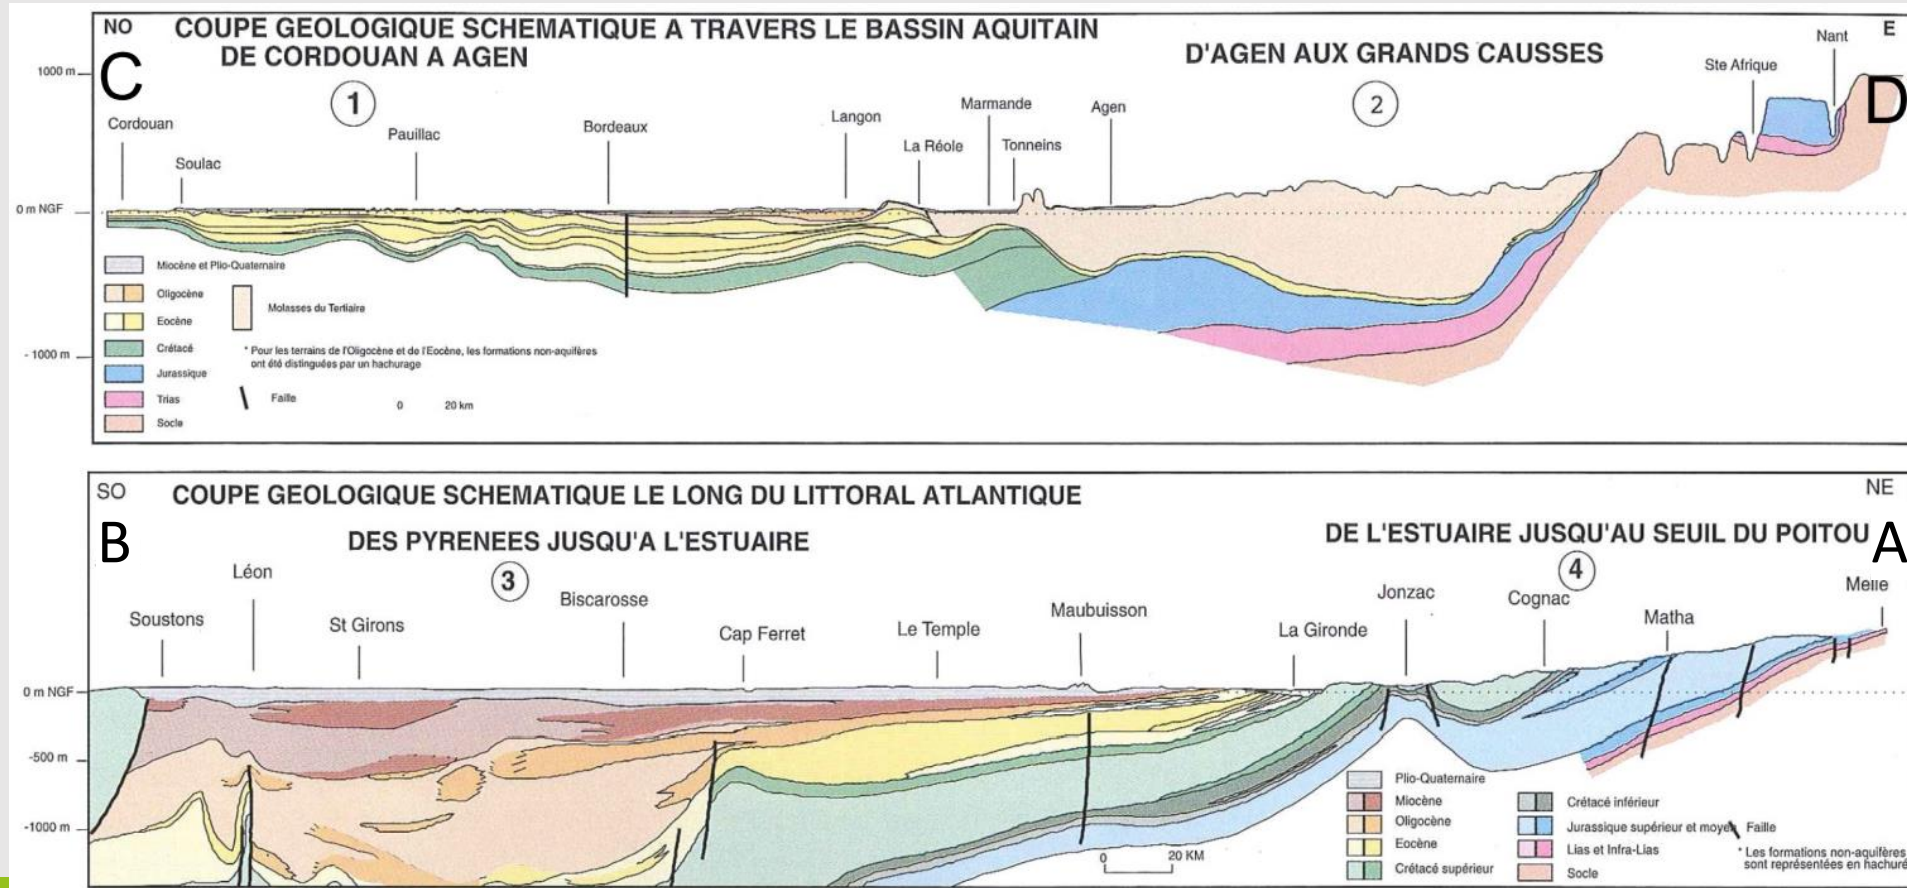 NO
COUPE GEOLOGIQUE SCHEMATIQUE A TRAVERS LE BASSIN AQUITAIN
DE CORDOUAN A AGEN
D'AGEN AUX GRANDS CAUSSES
E
C
D
1
2
1000 m
0 m NGF
- 1000 m
Cordouan
Soulac
Pauillac
Bordeaux
Langon
La Réole
Marmande
Tonneins
Agen
Ste Afrique
Nant
Miocène et Plio-Quaternaire
Oligocène
Eocène
Crétacé
Jurassique
Trias
Socle
Molasses du Tertiaire
* Pour les terrains de l'Oligocène et de l'Eocène, les formations non-aquifères
ont été distinguées par un hachurage
Faille
0 20 km
SO
COUPE GEOLOGIQUE SCHEMATIQUE LE LONG DU LITTORAL ATLANTIQUE
NE
B
DES PYRENEES JUSQU'A L'ESTUAIRE
DE L'ESTUAIRE JUSQU'AU SEUIL DU POITOU
A
3
4
Soustons
Léon
St Girons
Biscarosse
Cap Ferret
Le Temple
Maubuisson
La Gironde
Jonzac
Cognac
Matha
Melle
0 m NGF
-500 m
-1000 m
0 20 KM
Plio-Quaternaire
Miocène
Oligocène
Eocène
Crétacé supérieur
Crétacé inférieur
Jurassique supérieur et moyen
Lias et Infra-Lias
Socle
Faille
* Les formations non-aquifères
sont représentées en hachuré